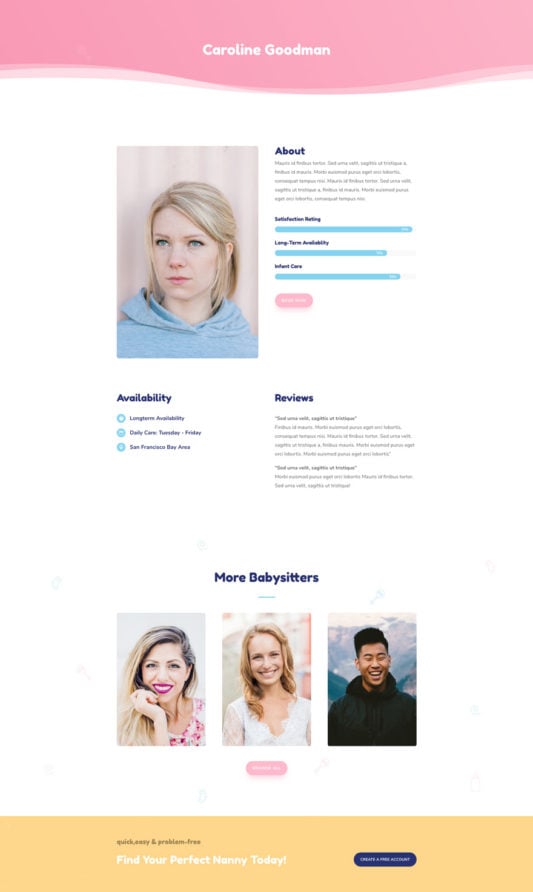 Caroline Goodman
About
Mauris id finibus tortor. Sed urna velit, sagittis ut tristique a,
finibus id mauris. Morbi euismod purus eget orci lobortis,
consequat tempus nisi. Mauris id finibus tortor. Sed urna velit,
sagittis ut tristique a, finibus id mauris. Morbi euismod purus
eget orci lobortis, consequat tempus nisi.
Satisfaction Rating
Long-Term Availability
Infant Care
BOOK NOW
Availability
Longterm Availability
Daily Care: Tuesday - Friday
San Francisco Bay Area
Reviews
"Sed urna velit, sagittis ut tristique"
Finibus id mauris. Morbi euismod purus eget orci lobortis,
consequat tempus nisi. Mauris id finibus tortor. Sed urna velit,
sagittis ut tristique a, finibus mauris. Morbi euismod purus eget
orci lobortis. Morbi euismod purus eget orci lobortis"
"Sed urna velit, sagittis ut tristique"
Morbi euismod purus eget orci lobortis Mauris id finibus tortor.
Sed urna velit, sagittis ut tristique!
More Babysitters
BROWSE ALL
quick,easy & problem-free
Find Your Perfect Nanny Today!
CREATE A FREE ACCOUNT